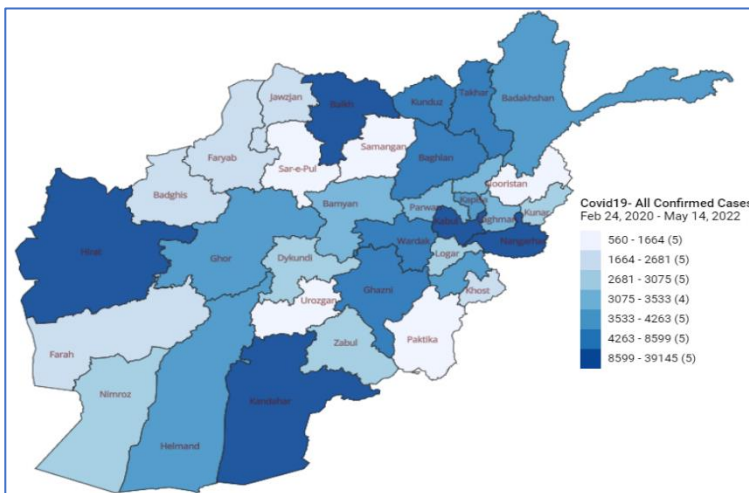 Jawzjan
Balkh
Kunduz
Takhar
Badakhshan
Faryab
Sar-e-Pul
Samangan
Baghlan
Badghis
Nooristan
Bamyan
Parwan
Kapisa
Kunar
Laghman
Hirat
Kabul
Nangarhar
Ghor
Wardak
Dykundi
Logar
Ghazni
Khost
Urozgan
Farah
Zabul
Paktika
Nimroz
Kandahar
Helmand
Covid19- All Confirmed Cases
Feb 24, 2020 - May 14, 2022
560 - 1664 (5)
1664 - 2681 (5)
2681 - 3075 (5)
3075 - 3533 (4)
3533 - 4263 (5)
4263 - 8599 (5)
8599 - 39145 (5)